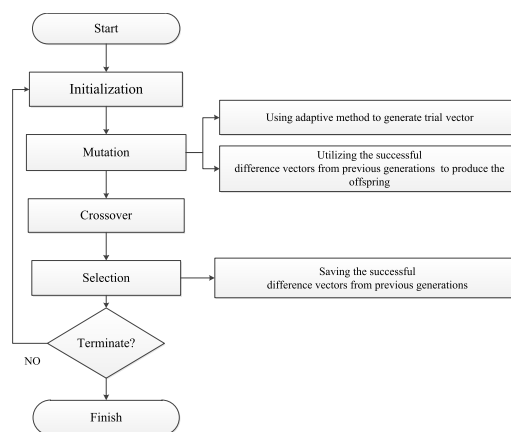 Start
Initialization
Mutation
Using adaptive method to generate trial vector
Utilizing the successful
difference vectors from previous generations to produce the
offspring
Crossover
Selection
Saving the successful
difference vectors from previous generations
Terminate?
NO
Finish